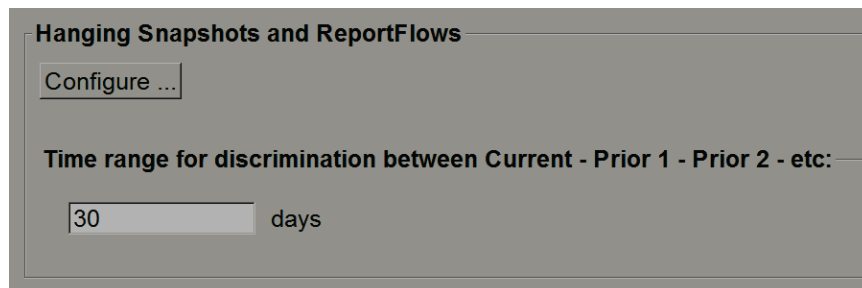 Hanging Snapshots and ReportFlows
Configure ...
Time range for discrimination between Current - Prior 1 - Prior 2 - etc:
30 days